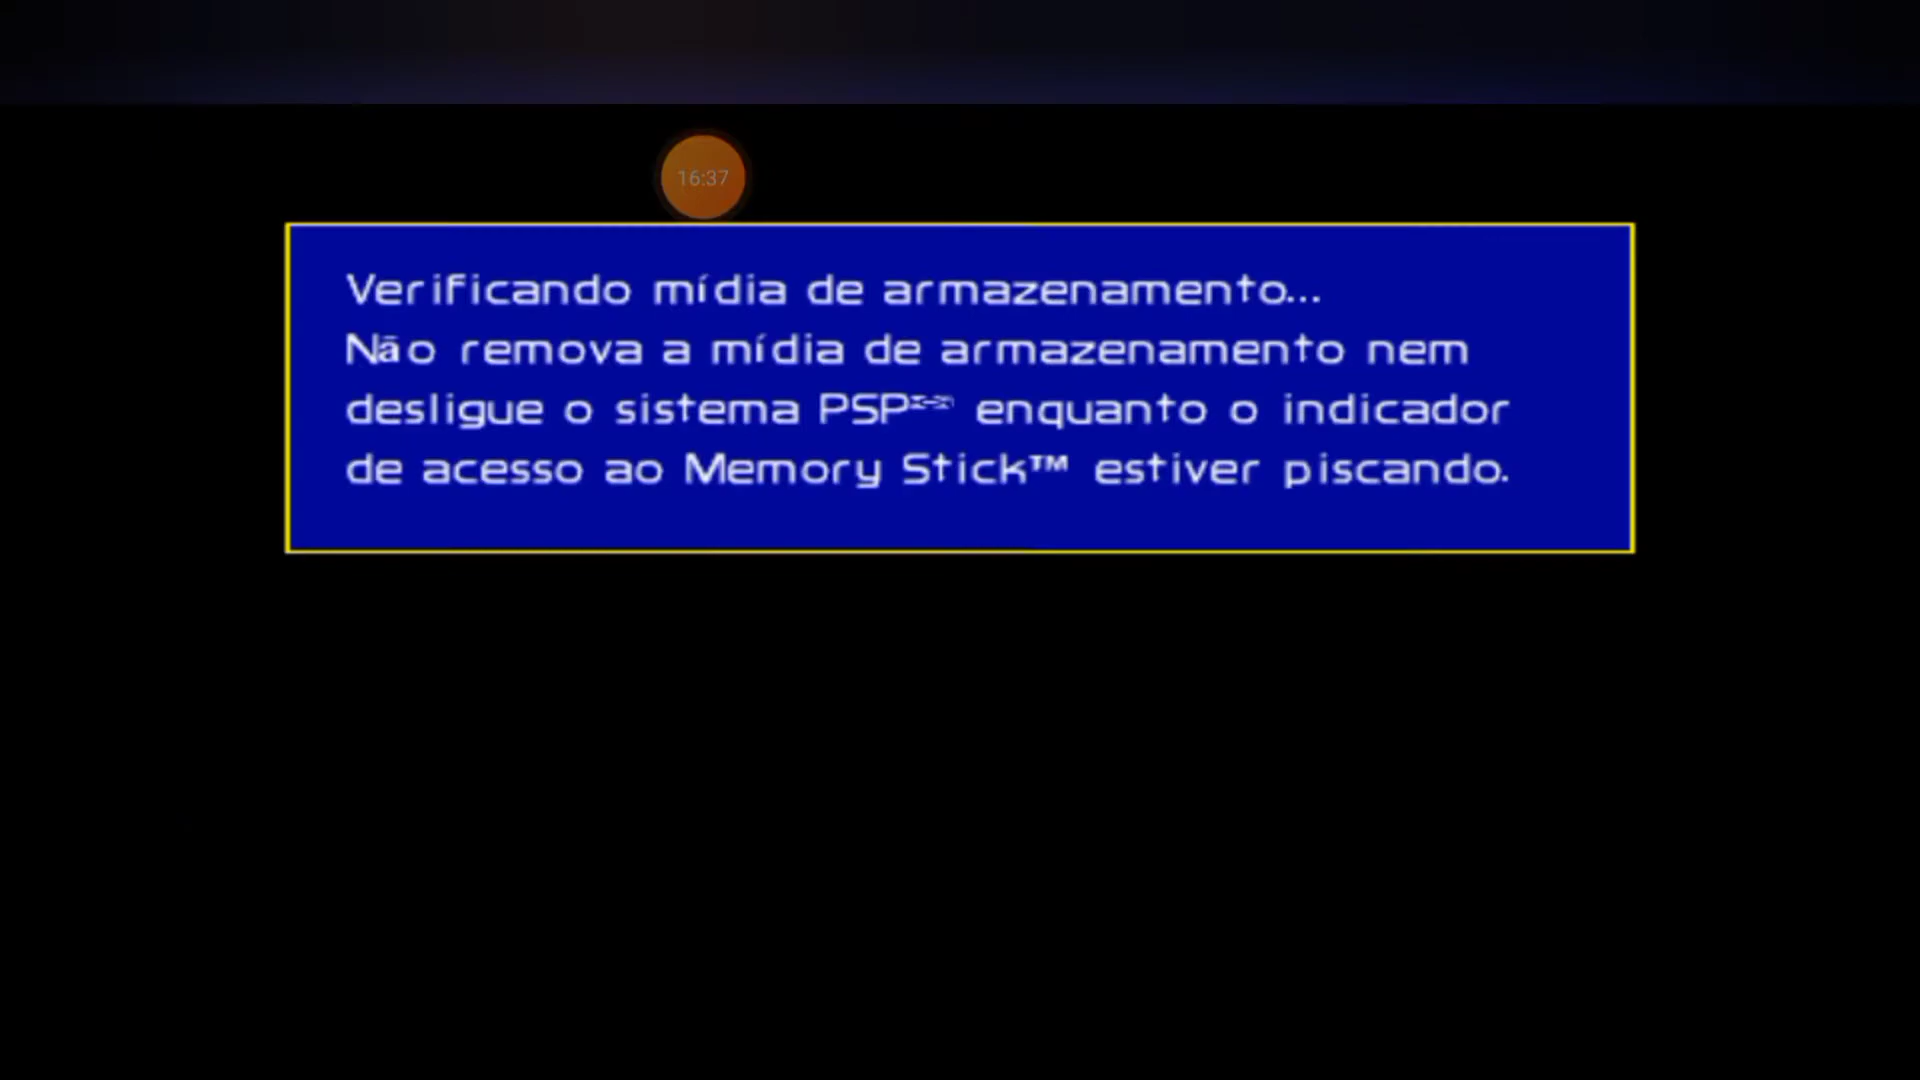 16:37
Verificando mídia de armazenamento...
Não remova a mídia de armazenamento nem
desligue o sistema PSP enquanto o indicador
de acesso ao Memory Stick™ estiver piscando.